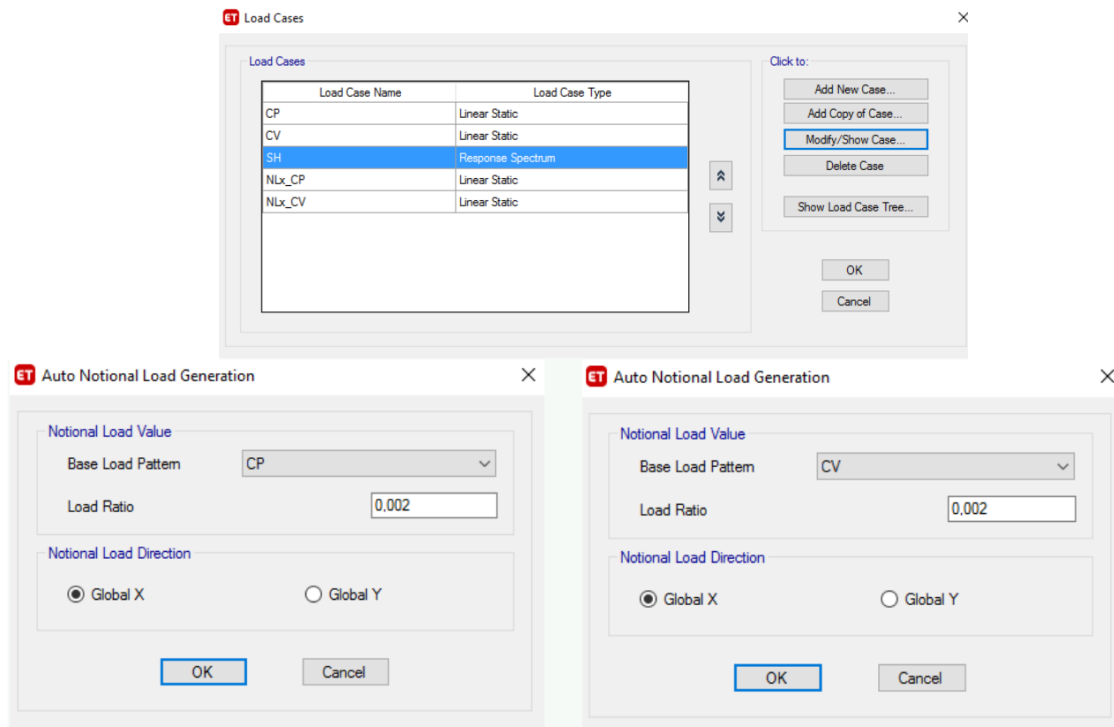 ET Load Cases
Load Cases
Click to:
Load Case Name Load Case Type
CP Linear Static
CV Linear Static
SH Response Spectrum
NLx_CP Linear Static
NLx_CV Linear Static
Add New Case...
Add Copy of Case...
Modify/Show Case...
Delete Case
Show Load Case Tree...
OK
Cancel
ET Auto Notional Load Generation
Notional Load Value
Base Load Pattern CP
Load Ratio 0,002
Notional Load Direction
Global X Global Y
OK Cancel
ET Auto Notional Load Generation
Notional Load Value
Base Load Pattern CV
Load Ratio 0,002
Notional Load Direction
Global X Global Y
OK Cancel